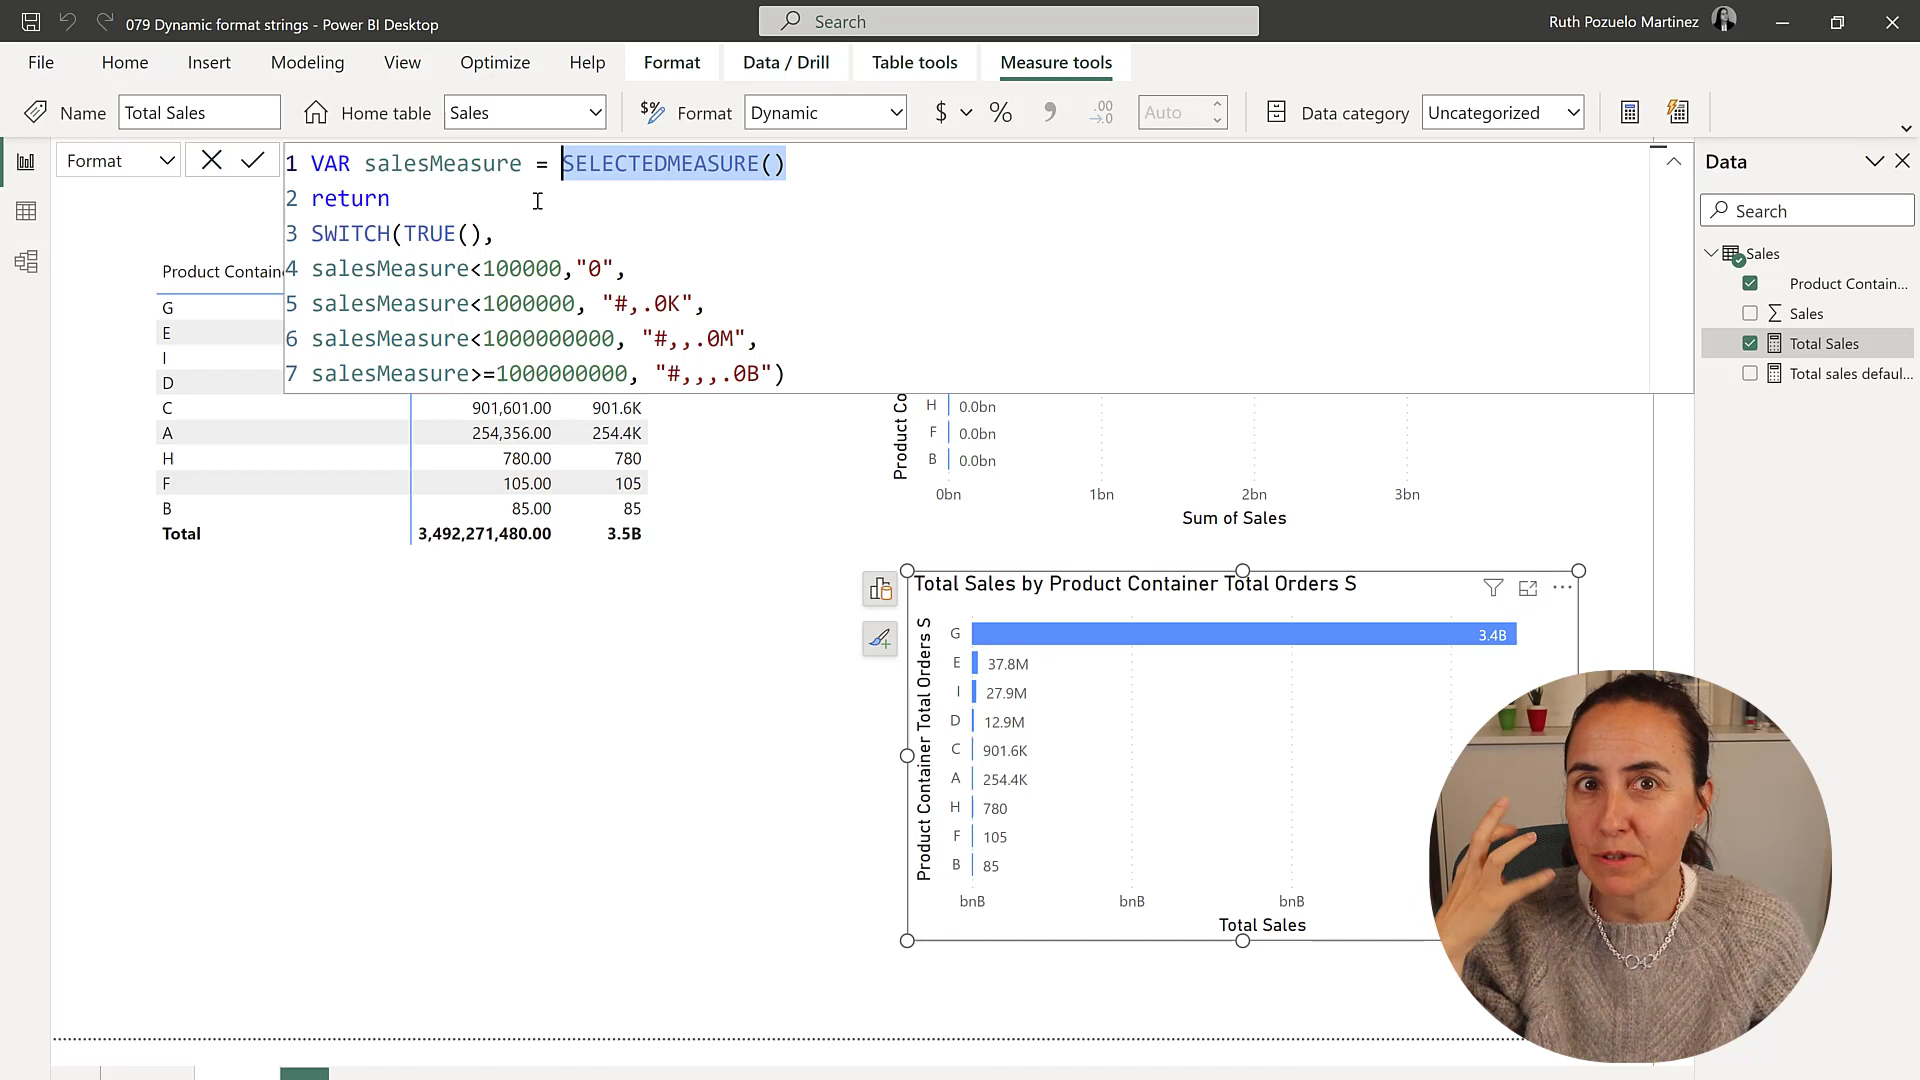 079 Dynamic format strings - Power BI Desktop
Search
Ruth Pozuelo Martinez
File
Home
Insert
Modeling
View
Optimize
Help
Format
Data / Drill
Table tools
Measure tools
Name
Total Sales
Home table
Sales
Format
Dynamic
$
%
Auto
Data category
Uncategorized
Format
1 VAR salesMeasure = SELECTEDMEASURE()
2 return
3 SWITCH(TRUE(),
4 salesMeasure<100000,"0",
5 salesMeasure<1000000, "#,.0K",
6 salesMeasure<1000000000, "#,,.0M",
7 salesMeasure>=1000000000, "#,,,.0B")
Product Contain
G
E
I
D
C 901,601.00 901.6K
A 254,356.00 254.4K
H 780.00 780
F 105.00 105
B 85.00 85
Total 3,492,271,480.00 3.5B
Product Co
H 0.0bn
F 0.0bn
B 0.0bn
0bn 1bn 2bn 3bn
Sum of Sales
Total Sales by Product Container Total Orders S
Product Container Total Orders S
G 3.4B
E 37.8M
I 27.9M
D 12.9M
C 901.6K
A 254.4K
H 780
F 105
B 85
bnB bnB bnB
Total Sales
Data
Search
Sales
Product Contain...
Sales
Total Sales
Total sales defaul...